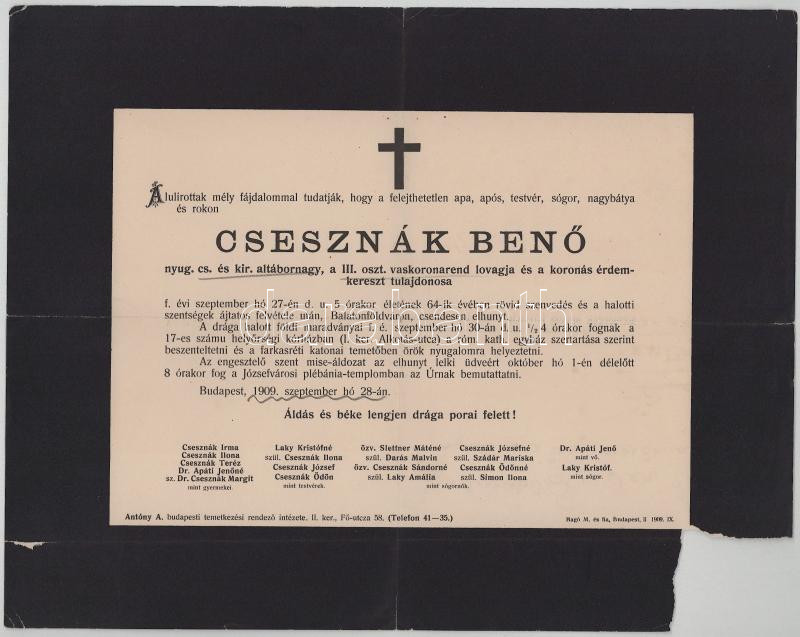 Alulírottak mély fájdalommal tudatják, hogy a felejthetetlen apa, após, testvér, sógor, nagybátya
és rokon
CSESZNÁK BENŐ
nyug. cs. és kir. altábornagy, a III. oszt. vaskoronarend lovagja és a koronás érdem-
kereszt tulajdonosa
f. évi szeptember hó 27-én d. u. 5 órakor életének 64-ik évében rövid szenvedés és a halotti
szentségek ájtatos felvétele után, Balatonföldváron, csendesen elhunyt.
A drága halott földi maradványai f. é. szeptember hó 30-án d. u. 4 órakor fognak a
17-es számu helyőrségi kórházban (I. ker. Alkotás-utca) a róm. kath. egyház szertartása szerint
beszenteltetni és a farkasréti katonai temetőben örök nyugalomra helyeztetni.
Az engesztelő szent mise-áldozat az elhunyt lelki üdveért október hó 1-én délelőtt
8 órakor fog a Józsefvárosi plébánia-templomban az Úrnak bemutattatni.
Budapest, 1909. szeptember hó 28-án.
Áldás és béke lengjen drága porai felett!
Csesznák Irma
Csesznák Ilona
Csesznák Teréz
Dr. Apáti Jenőné
sz. Dr. Csesznák Margit
mint gyermekei.
Laky Kristófné
szül. Csesznák Ilona
Csesznák József
Csesznák Ödön
mint testvérek.
özv. Slettner Máténé
szül. Darás Malvin
özv. Csesznák Sándorné
szül. Laky Amália
Csesznák Józsefné
szül. Szádár Mariska
Csesznák Ödönné
szül. Simon Ilona
mint sógornők.
Dr. Apáti Jenő
mint vő.
Laky Kristóf.
mint sógor.
Antóny A. budapesti temetkezési rendező intézete. II. ker., Fő-utcza 58. (Telefon 41—35.)
Nagó M. és fia, Budapest, II 1909. IX.
darabanth